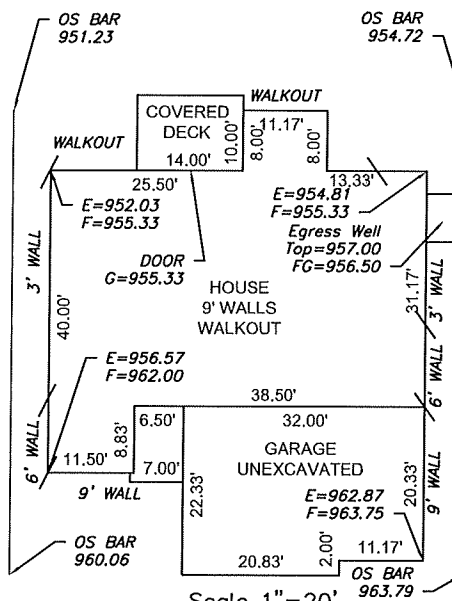 OS BAR
951.23
OS BAR
954.72
COVERED
DECK
WALKOUT
11.17'
WALKOUT
10.00'
8.00'
8.00'
14.00'
25.50'
13.33'
E=952.03
F=955.33
E=954.81
F=955.33
Egress Well
Top=957.00
FG=956.50
DOOR
G=955.33
3' WALL
40.00'
HOUSE
9' WALLS
WALKOUT
31.17'
3' WALL
E=956.57
F=962.00
38.50'
6' WALL
6' WALL
8.83'
6.50'
32.00'
11.50'
7.00'
9' WALL
22.33'
GARAGE
UNEXCAVATED
20.33'
9' WALL
E=962.87
F=963.75
OS BAR
960.06
20.83'
2.00'
11.17'
OS BAR
963.79
Scale 1"=20'